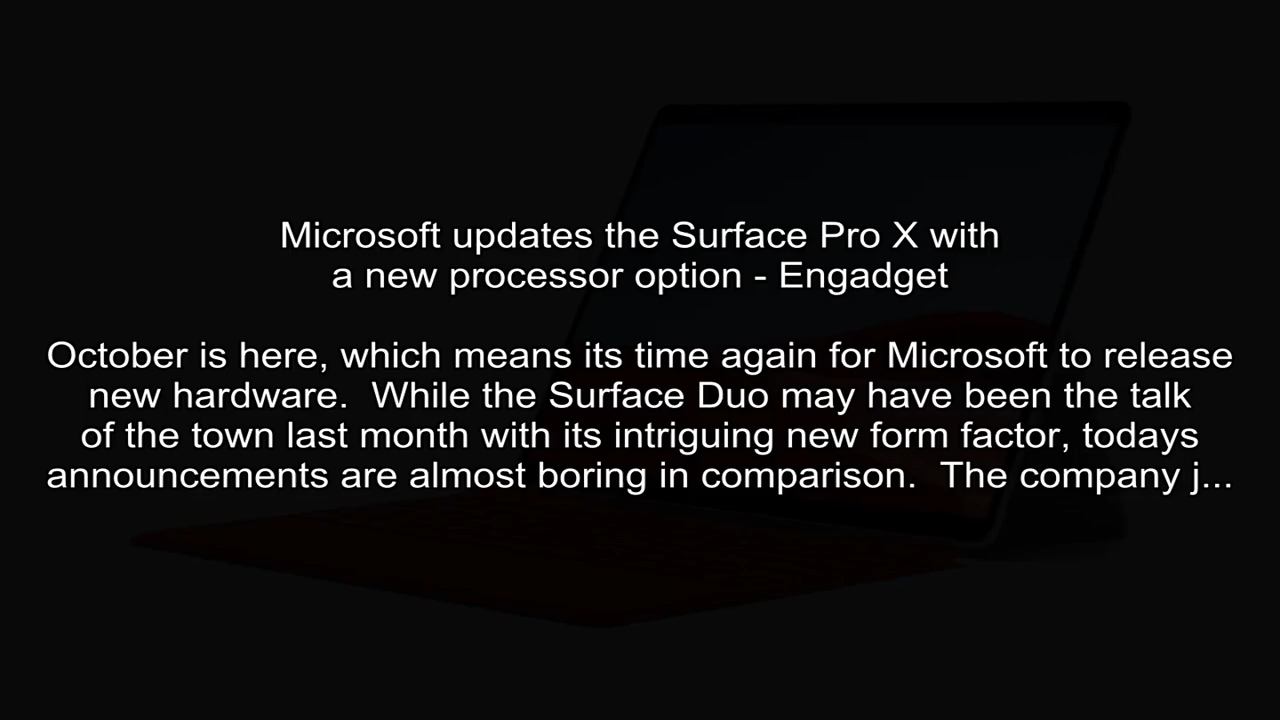 Microsoft updates the Surface Pro X with
a new processor option - Engadget
October is here, which means its time again for Microsoft to release
new hardware.  While the Surface Duo may have been the talk
of the town last month with its intriguing new form factor, todays
announcements are almost boring in comparison.  The company j...